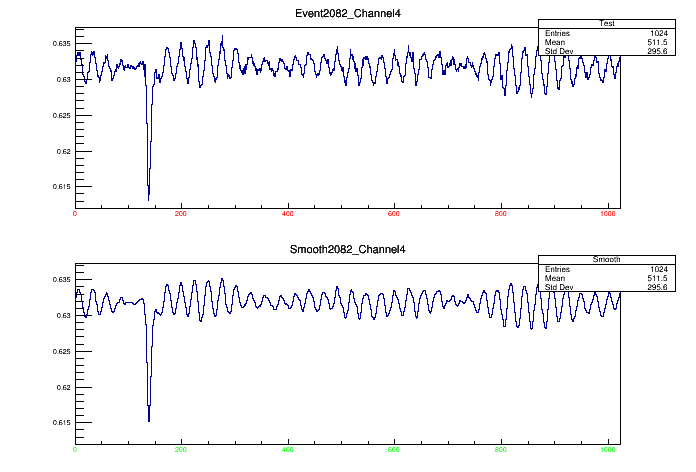 Event2082_Channel4
Test
Entries 1024
Mean 511.5
Std Dev 295.6
0.635
0.63
0.625
0.62
0.615
0 200 400 600 800 1000
Smooth2082_Channel4
Smooth
Entries 1024
Mean 511.5
Std Dev 295.6
0.635
0.63
0.625
0.62
0.615
0 200 400 600 800 1000